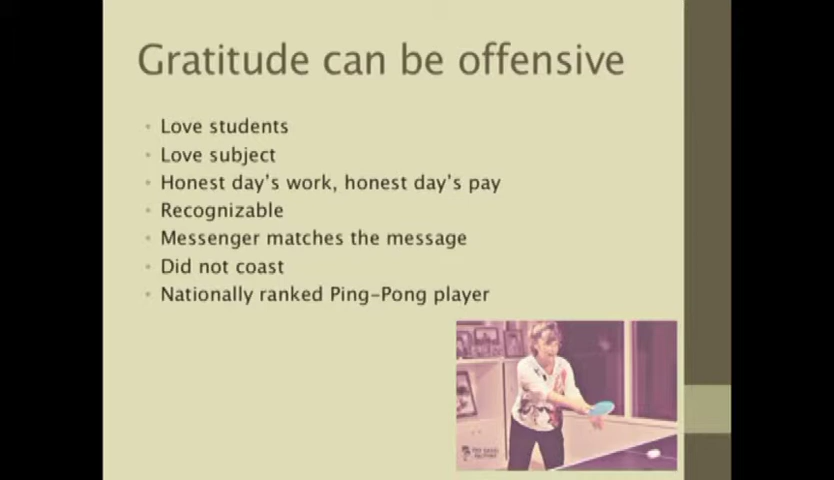 Gratitude can be offensive
• Love students
• Love subject
• Honest day's work, honest day's pay
• Recognizable
• Messenger matches the message
• Did not coast
• Nationally ranked Ping-Pong player